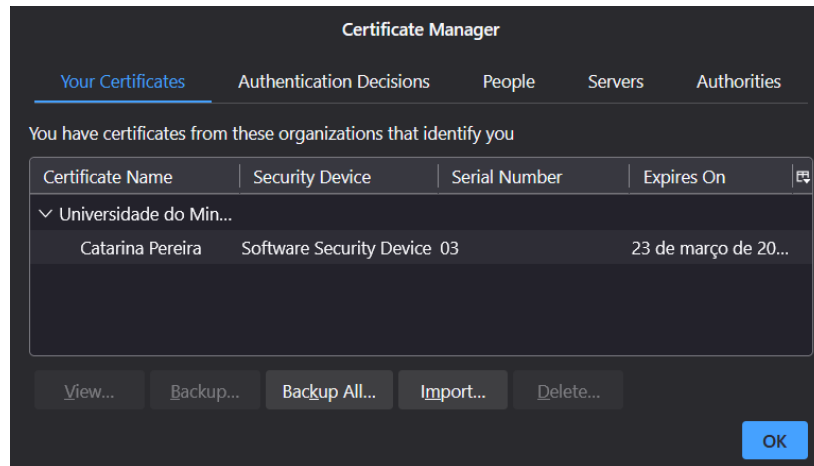 Certificate Manager
Your Certificates Authentication Decisions People Servers Authorities
You have certificates from these organizations that identify you
Certificate Name Security Device Serial Number Expires On
Universidade do Min...
Catarina Pereira Software Security Device 03 23 de março de 20...
View... Backup... Backup All... Import... Delete...
OK